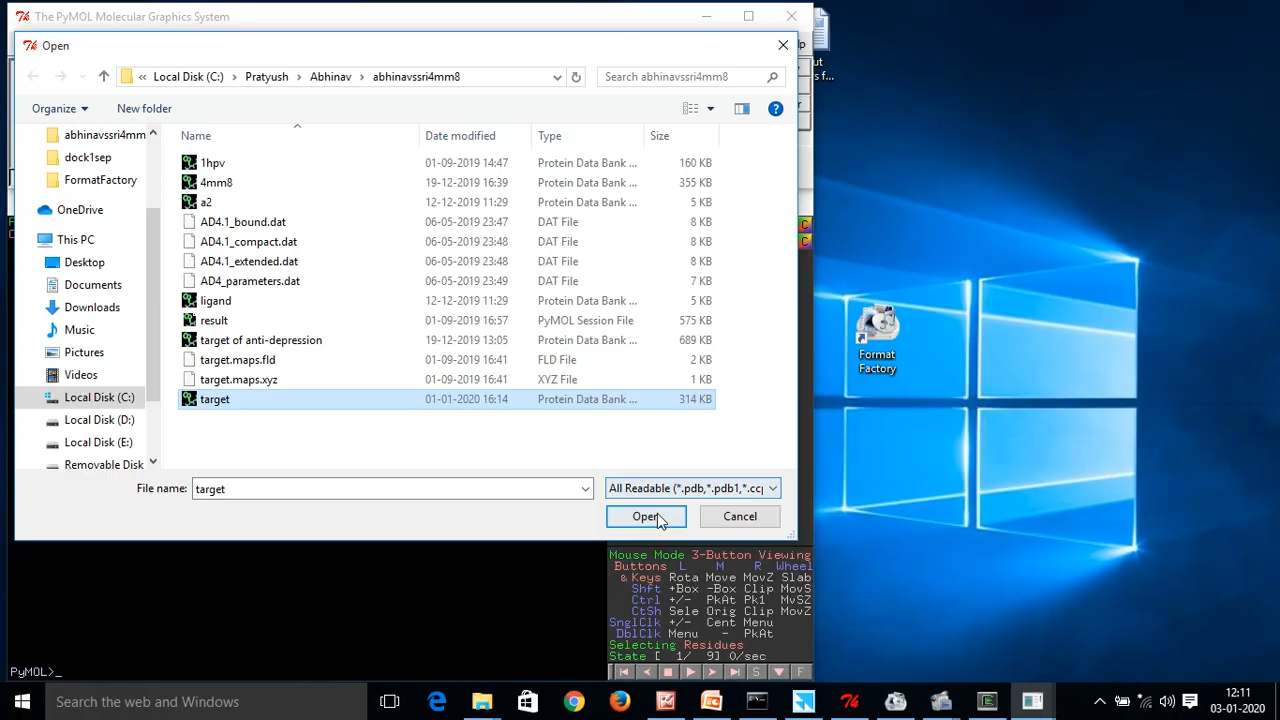 The PyMOL Molecular Graphics System
Open
Local Disk (C:) Pratyush Abhinav abhinavssri4mm8
Search abhinavssri4mm8
Organize
New folder
Name Date modified Type Size
abhinavssri4mm
dock1sep
FormatFactory
OneDrive
This PC
Desktop
Documents
Downloads
Music
Pictures
Videos
Local Disk (C:)
Local Disk (D:)
Local Disk (E:)
Removable Disk
1hpv 01-09-2019 14:47 Protein Data Bank ... 160 KB
4mm8 19-12-2019 16:39 Protein Data Bank ... 355 KB
a2 12-12-2019 11:29 Protein Data Bank ... 5 KB
AD4.1_bound.dat 06-05-2019 23:47 DAT File 8 KB
AD4.1_compact.dat 06-05-2019 23:48 DAT File 8 KB
AD4.1_extended.dat 06-05-2019 23:48 DAT File 8 KB
AD4_parameters.dat 06-05-2019 23:49 DAT File 7 KB
ligand 12-12-2019 11:29 Protein Data Bank ... 5 KB
result 01-09-2019 16:57 PyMOL Session File 575 KB
target of anti-depression 19-12-2019 13:05 Protein Data Bank ... 689 KB
target.maps.fld 01-09-2019 16:41 FLD File 2 KB
target.maps.xyz 01-09-2019 16:41 XYZ File 1 KB
target 01-01-2020 16:14 Protein Data Bank ... 314 KB
File name: target
All Readable (*.pdb,*.pdb1,*.ccp
Open
Cancel
Format
Factory
Mouse Mode 3-Button Viewing
Buttons L M R Wheel
& Keys Rota Move MovZ Slab
Shft +Box -Box Clip MovS
Ctrl +/- PkAt Pk1 MvSZ
CtSh Sele Orig Clip MovZ
SnglClk +/- Cent Menu
DblClk Menu - PkAt
Selecting Residues
State [ 1/ 9] 0/sec
S F
PyMOL>_
Search the web and Windows
12:11
03-01-2020